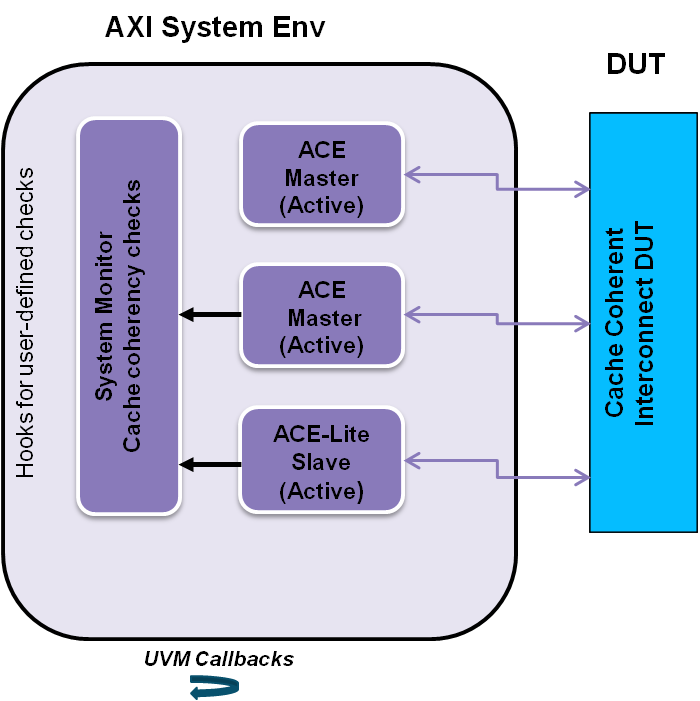 AXI System Env
DUT
Hooks for user-defined checks
System Monitor
Cache coherency checks
ACE
Master
(Active)
ACE
Master
(Active)
ACE-Lite
Slave
(Active)
Cache Coherent
Interconnect DUT
UVM Callbacks